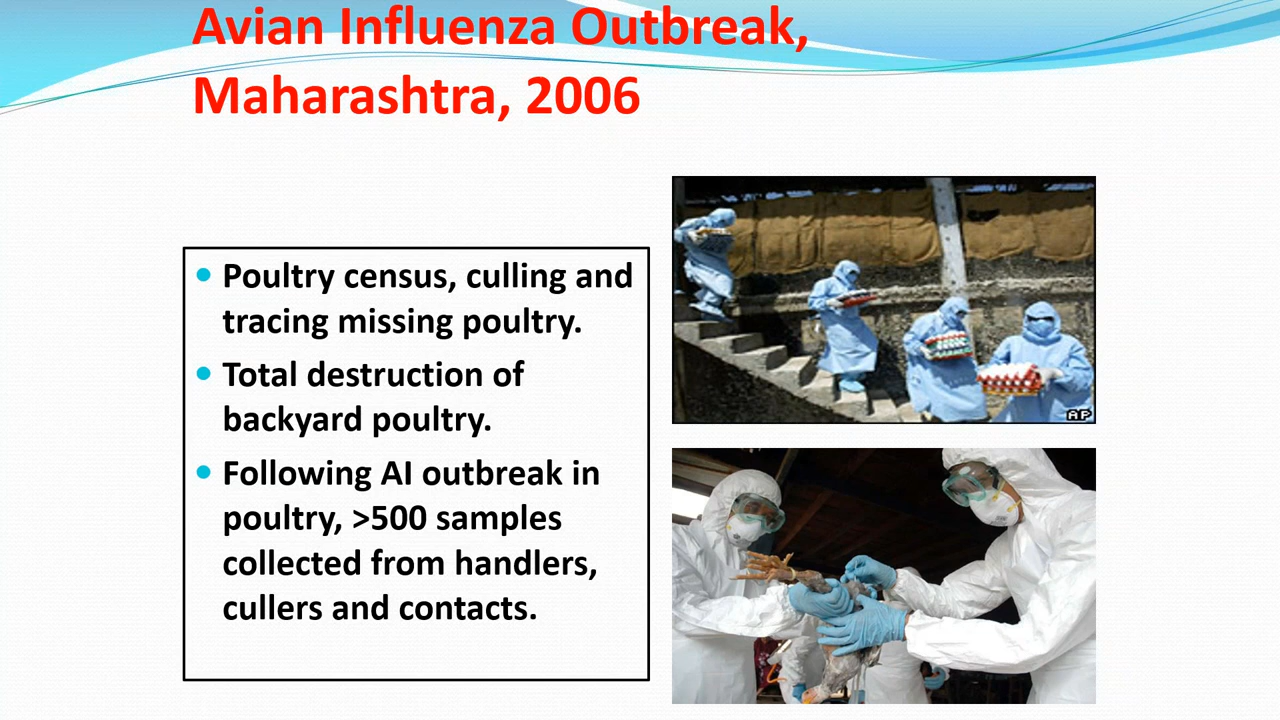 Avian Influenza Outbreak,
Maharashtra, 2006
Poultry census, culling and
tracing missing poultry.
Total destruction of
backyard poultry.
Following AI outbreak in
poultry, >500 samples
collected from handlers,
cullers and contacts.
AP